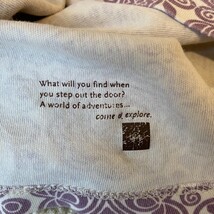 What will you find when
you step out the door?
A world of adventures...
come & explore.